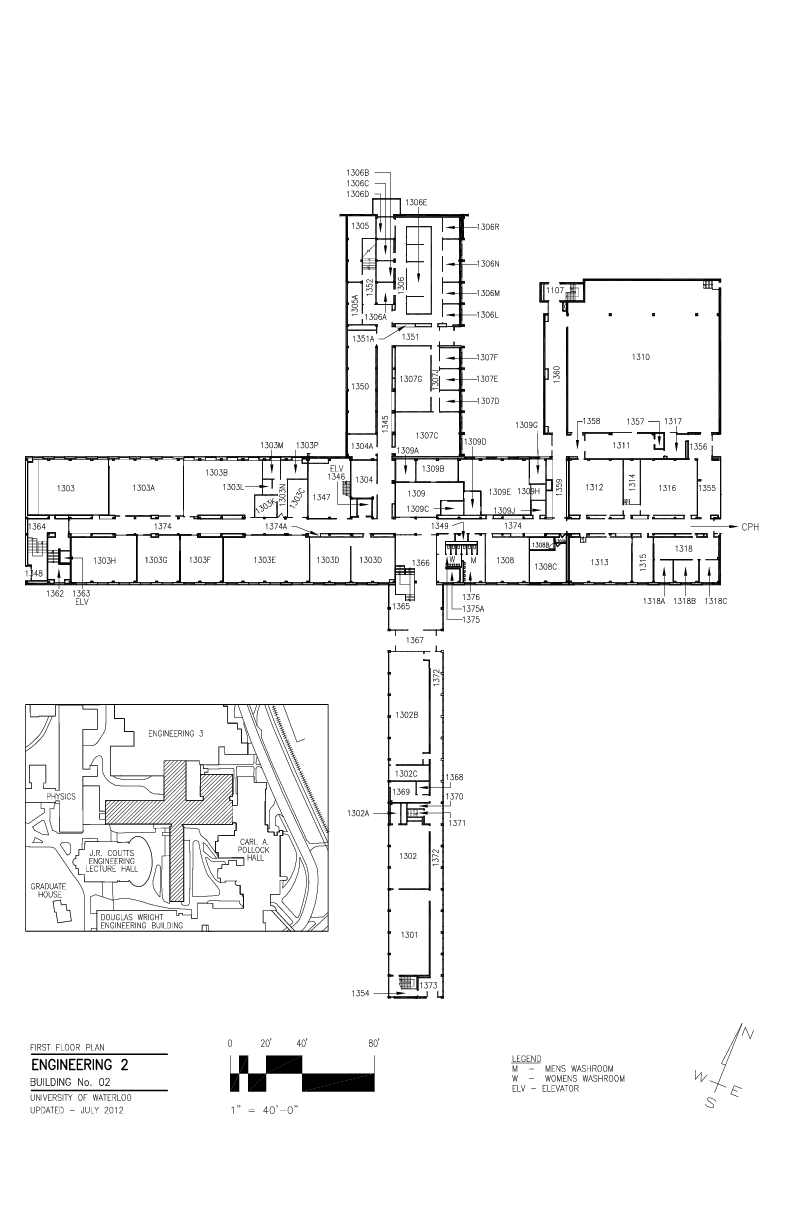 1306B
1306C
1306D
1306E
1305
1306R
1306N
1352
1306
1306M
1305A
1306A
1306L
1107
1351A
1351
1350
1307G
1307J
1307F
1307E
1307D
1360
1310
1345
1307C
1309G
1358
1357
1317
1303M
1303P
1304A
1309A
1309D
1311
1356
1303
1303A
1303B
1303L
1303K
1303N
1303C
1347
ELV
1346
1304
1309B
1309
1309C
1309E
1309H
1309J
1359
1312
1314
1316
1355
1364
1374
1374A
1349
1374
CPH
1348
1303H
1303G
1303F
1303E
1303D
1303D
1366
W
M
1308
1308B
1308C
1313
1315
1318
1362
1363
ELV
1365
1376
1375A
1375
1318A
1318B
1318C
1367
1372
1302B
1302C
1368
1369
1370
1302A
1371
1302
1372
1301
1354
1373
ENGINEERING 3
PHYSICS
J.R. COUTTS
ENGINEERING
LECTURE HALL
CARL A.
POLLOCK
HALL
GRADUATE
HOUSE
DOUGLAS WRIGHT
ENGINEERING BUILDING
FIRST FLOOR PLAN
ENGINEERING 2
BUILDING No. 02
UNIVERSITY OF WATERLOO
UPDATED – JULY 2012
0 20' 40' 80'
1" = 40'-0"
LEGEND
M – MENS WASHROOM
W – WOMENS WASHROOM
ELV – ELEVATOR
N
W
E
S